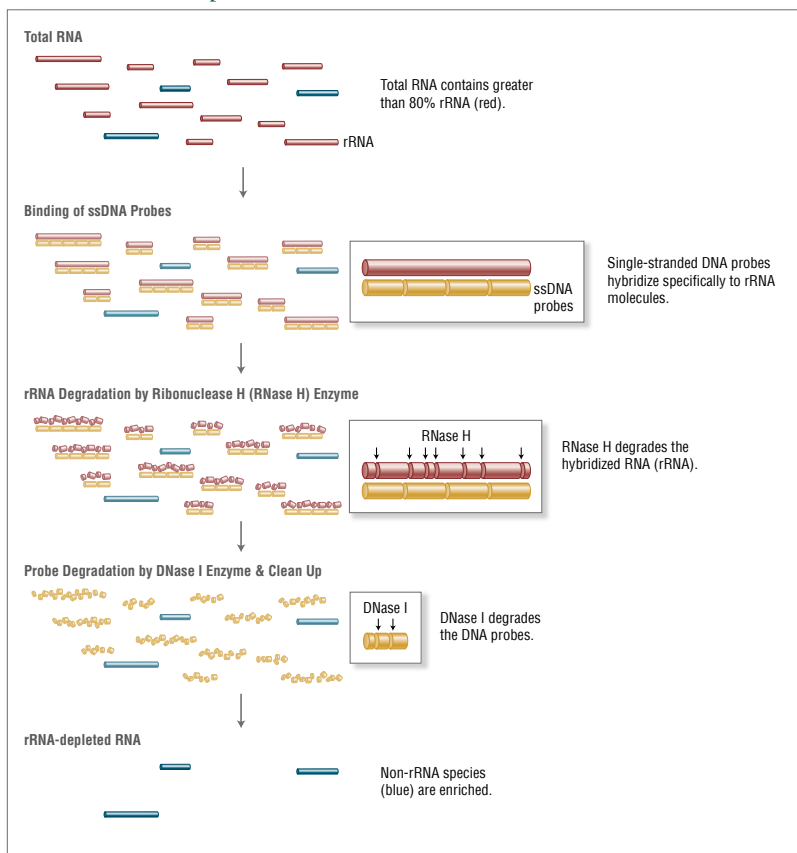 Total RNA
Total RNA contains greater
than 80% rRNA (red).
rRNA
Binding of ssDNA Probes
ssDNA
probes
Single-stranded DNA probes
hybridize specifically to rRNA
molecules.
rRNA Degradation by Ribonuclease H (RNase H) Enzyme
RNase H
RNase H degrades the
hybridized RNA (rRNA).
Probe Degradation by DNase I Enzyme & Clean Up
DNase I
DNase I degrades
the DNA probes.
rRNA-depleted RNA
Non-rRNA species
(blue) are enriched.